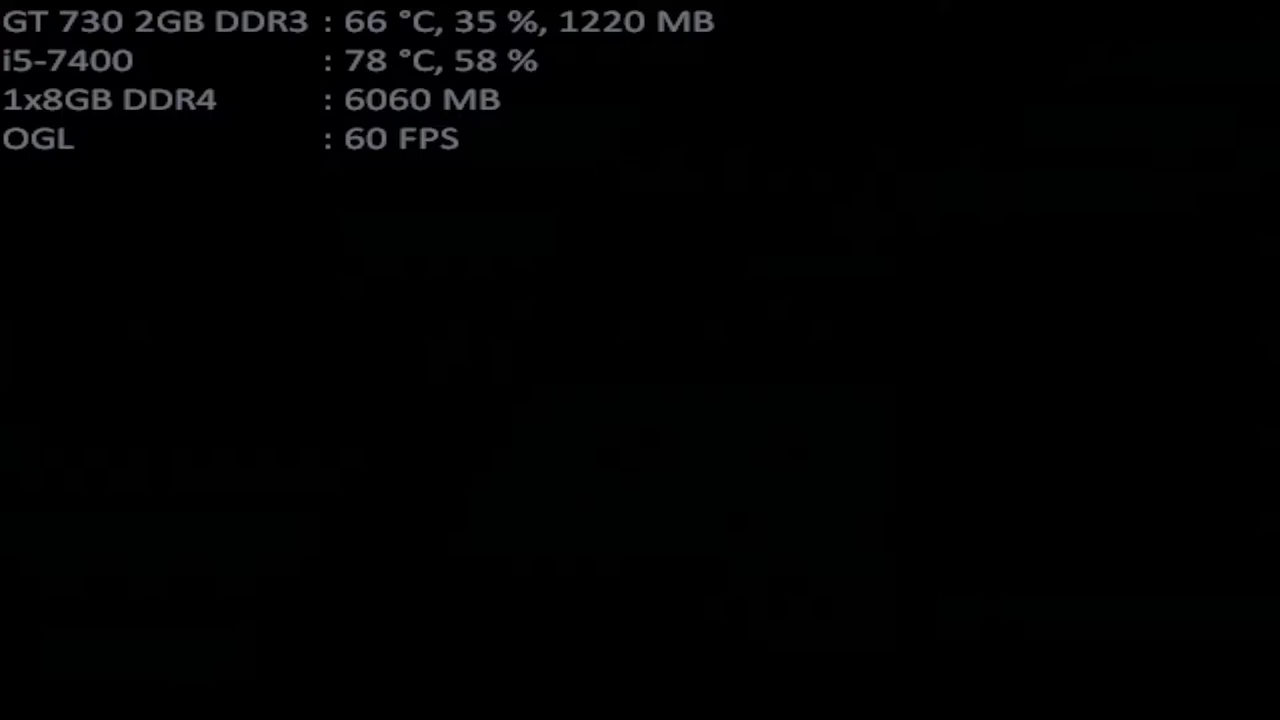 GT 730 2GB DDR3 : 66 °C, 35 %, 1220 MB
i5-7400 : 78 °C, 58 %
1x8GB DDR4 : 6060 MB
OGL : 60 FPS